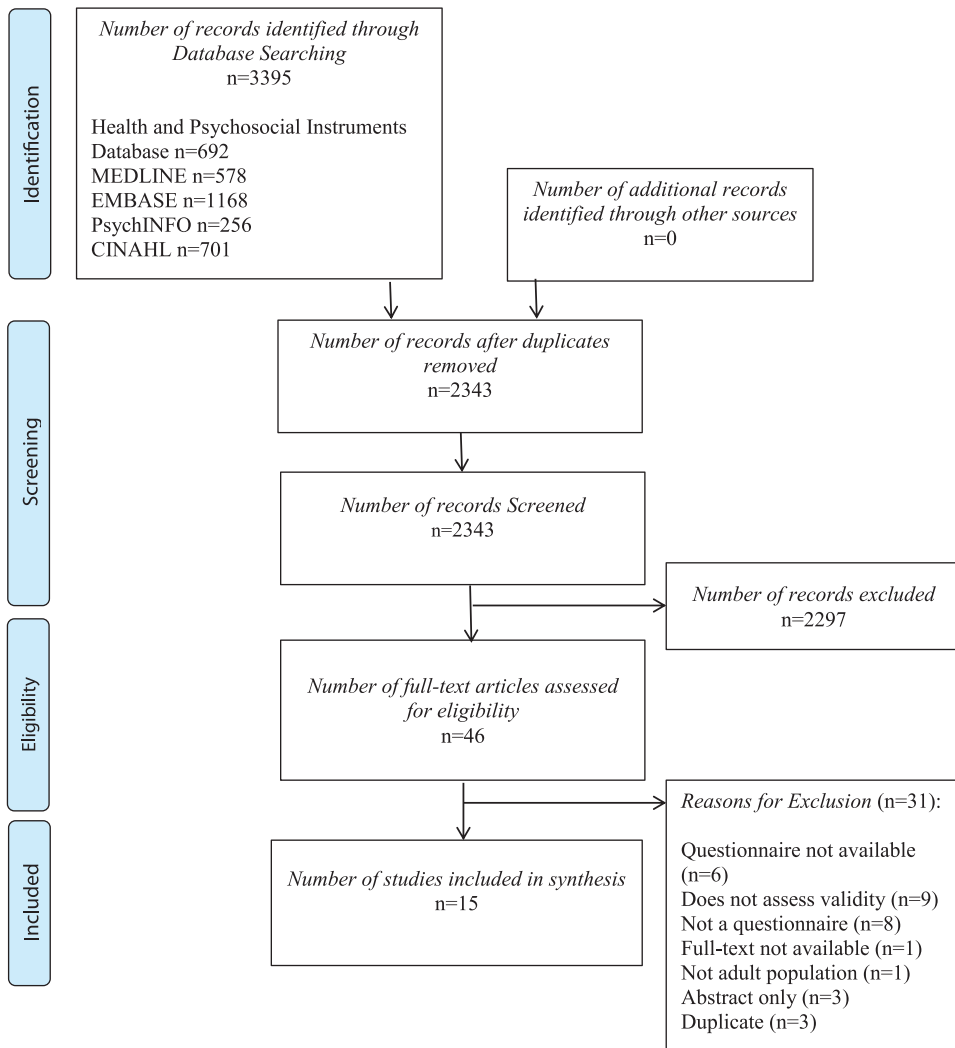 Identification
Number of records identified through
Database Searching
n=3395
Health and Psychosocial Instruments
Database n=692
MEDLINE n=578
EMBASE n=1168
PsychINFO n=256
CINAHL n=701
Number of additional records
identified through other sources
n=0
Screening
Number of records after duplicates
removed
n=2343
Number of records Screened
n=2343
Number of records excluded
n=2297
Eligibility
Number of full-text articles assessed
for eligibility
n=46
Reasons for Exclusion (n=31):
Questionnaire not available
(n=6)
Does not assess validity (n=9)
Not a questionnaire (n=8)
Full-text not available (n=1)
Not adult population (n=1)
Abstract only (n=3)
Duplicate (n=3)
Included
Number of studies included in synthesis
n=15